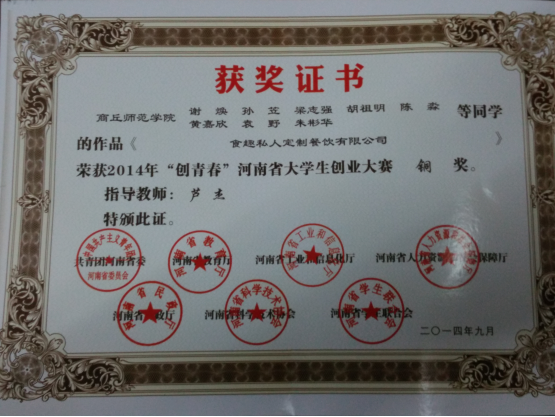 获奖证书
商丘师范学院 谢焕 孙笠 梁志强 胡祖明 陈淼 等同学
黄嘉欣 袁野 朱彬华
的作品《食趣私人定制餐饮有限公司》
荣获2014年“创青春”河南省大学生创业大赛 铜 奖。
指导教师: 芦杰
特颁此证。
共青团河南省委 河南省教育厅 河南省工业和信息化厅 河南省人力资源和社会保障厅
河南省民政厅 河南省科学技术协会 河南省学生联合会
二〇一四年九月